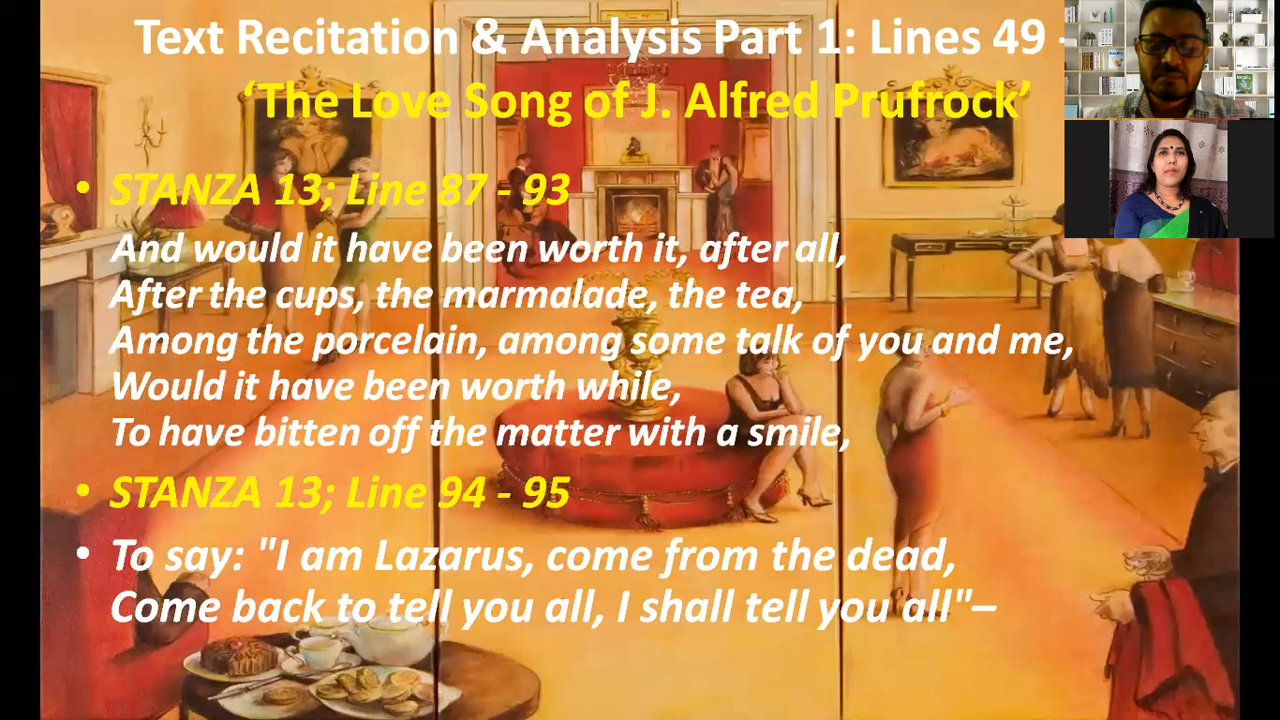 Text Recitation & Analysis Part 1: Lines 49 -
‘The Love Song of J. Alfred Prufrock’
• STANZA 13; Line 87 - 93
And would it have been worth it, after all,
After the cups, the marmalade, the tea,
Among the porcelain, among some talk of you and me,
Would it have been worth while,
To have bitten off the matter with a smile,
• STANZA 13; Line 94 - 95
• To say: "I am Lazarus, come from the dead,
Come back to tell you all, I shall tell you all"–